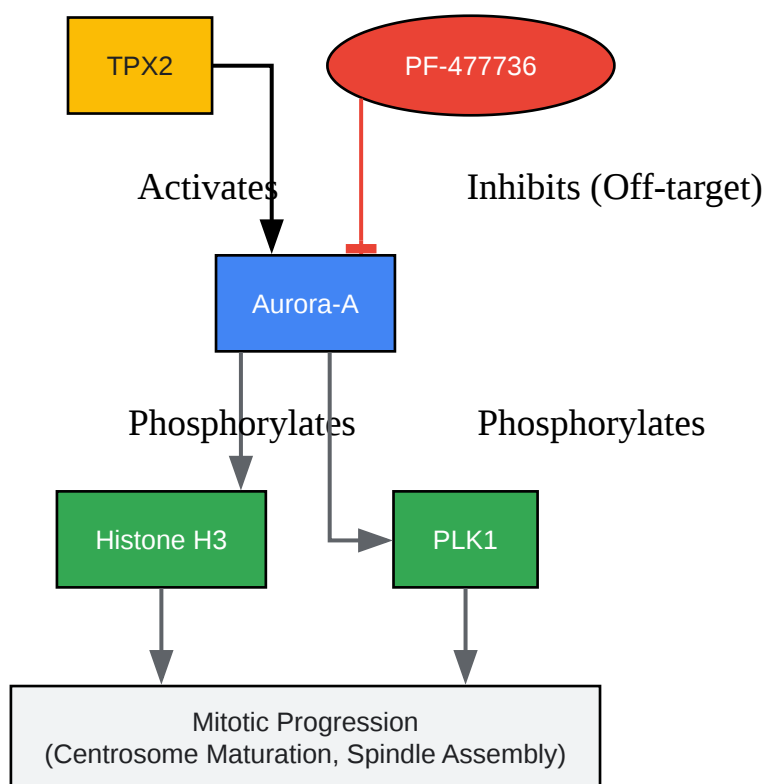 TPX2
PF-477736
Activates
Inhibits (Off-target)
Aurora-A
Phosphorylates
Phosphorylates
Histone H3
PLK1
Mitotic Progression
(Centrosome Maturation, Spindle Assembly)